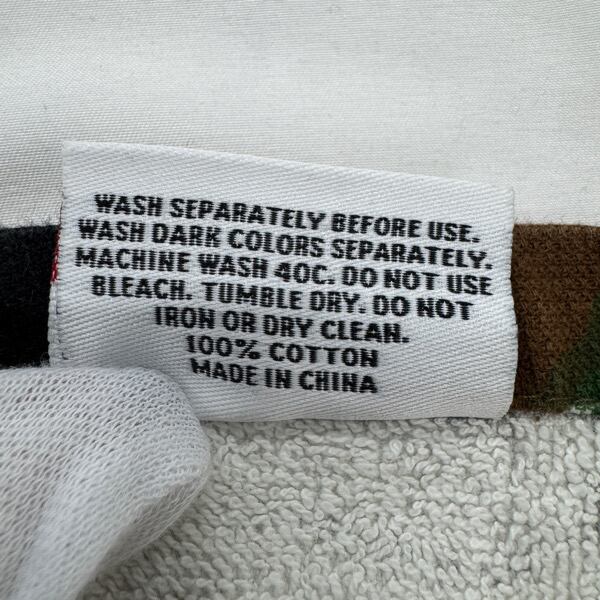 WASH SEPARATELY BEFORE USE.
WASH DARK COLORS SEPARATELY.
MACHINE WASH 40C. DO NOT USE
BLEACH. TUMBLE DRY. DO NOT
IRON OR DRY CLEAN.
100% COTTON
MADE IN CHINA